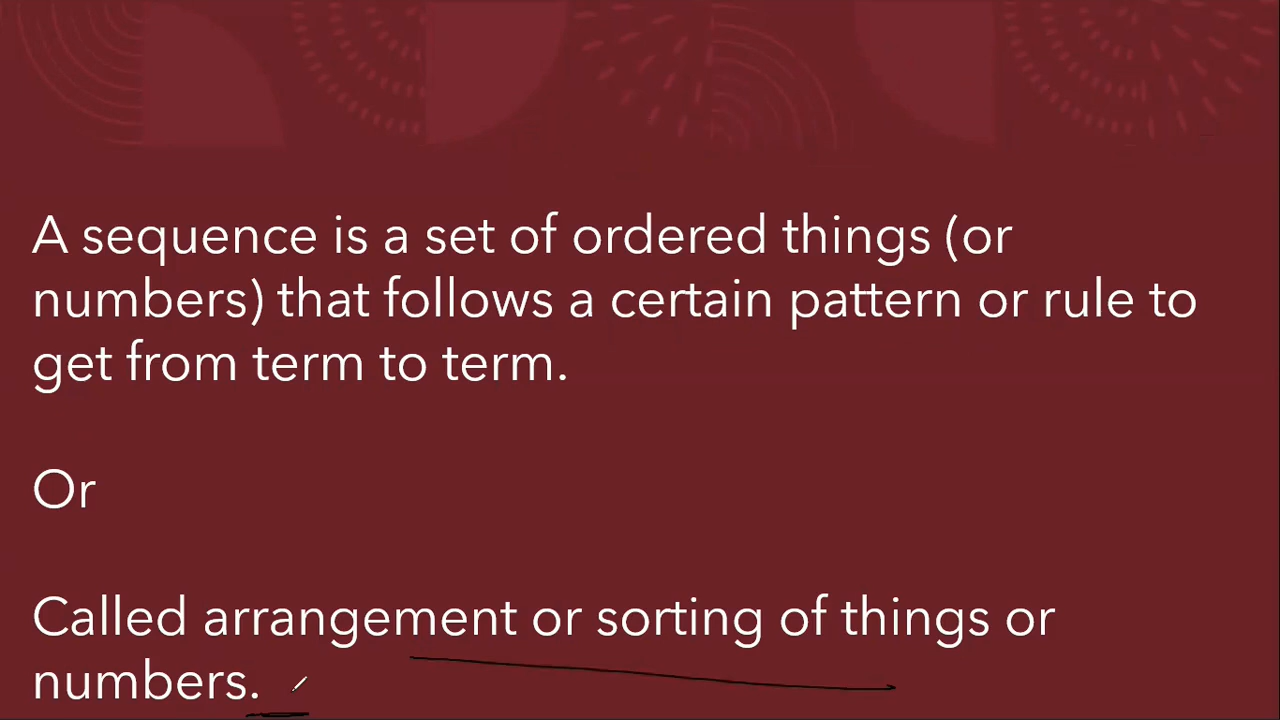 A sequence is a set of ordered things (or
numbers) that follows a certain pattern or rule to
get from term to term.
Or
Called arrangement or sorting of things or
numbers.